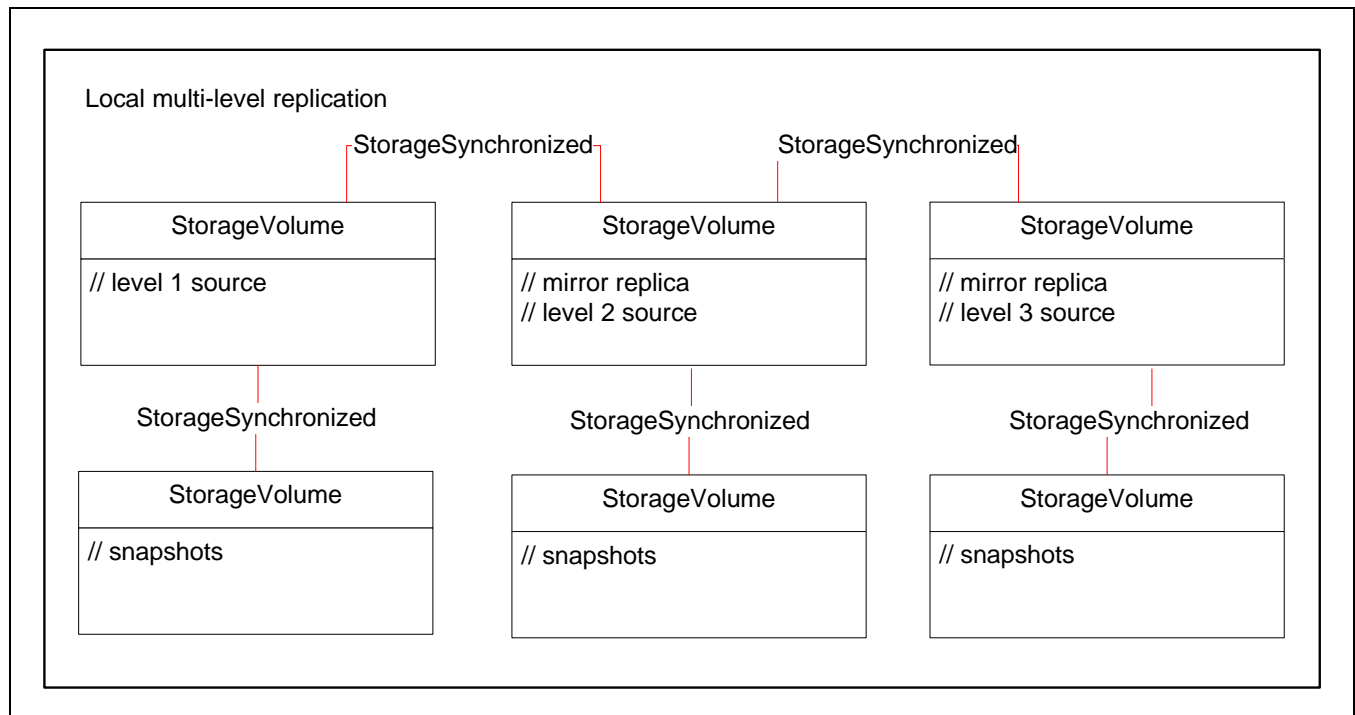 Local multi-level replication
StorageSynchronized
StorageSynchronized
StorageVolume
StorageVolume
StorageVolume
// level 1 source
// mirror replica
// level 2 source
// mirror replica
// level 3 source
StorageSynchronized
StorageSynchronized
StorageSynchronized
StorageVolume
StorageVolume
StorageVolume
// snapshots
// snapshots
// snapshots